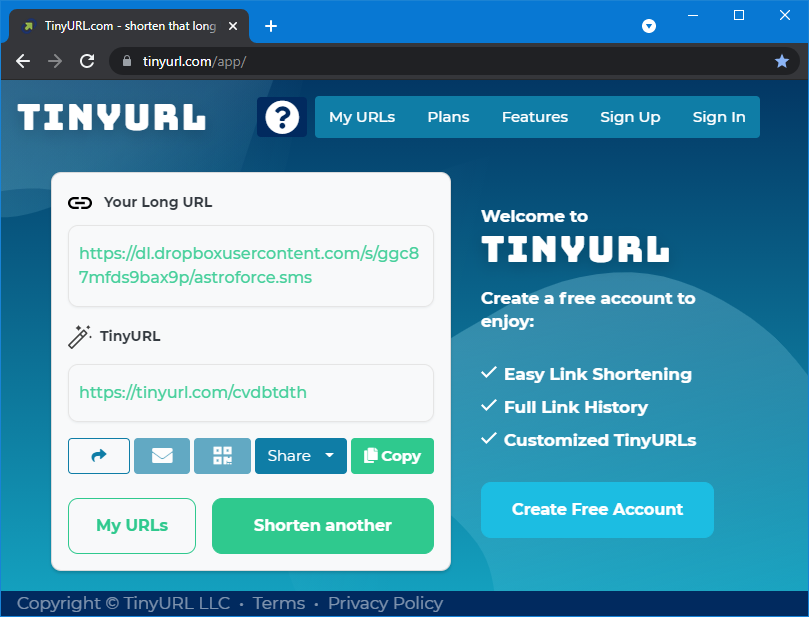 TinyURL.com - shorten that long
tinyurl.com/app/
TINYURL
?
My URLs
Plans
Features
Sign Up
Sign In
Your Long URL
https://dl.dropboxusercontent.com/s/ggc8
7mfds9bax9p/astroforce.sms
TinyURL
https://tinyurl.com/cvdbtdth
Share
Copy
My URLs
Shorten another
Welcome to
TINYURL
Create a free account to
enjoy:
Easy Link Shortening
Full Link History
Customized TinyURLs
Create Free Account
Copyright © TinyURL LLC • Terms • Privacy Policy